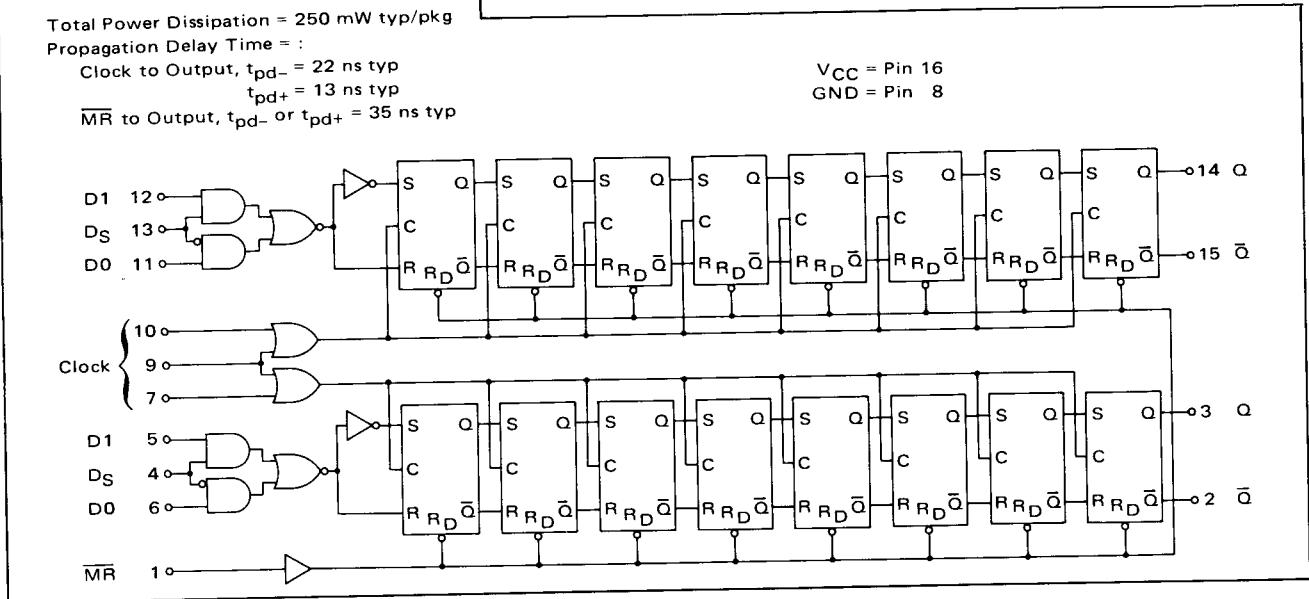 Total Power Dissipation = 250 mW typ/pkg
Propagation Delay Time = :
Clock to Output, tpd– = 22 ns typ
tpd+ = 13 ns typ
M̅R̅ to Output, tpd– or tpd+ = 35 ns typ
VCC = Pin 16
GND = Pin 8
S Q S Q S Q S Q S Q S Q S Q S Q 14 Q
D1 12
DS 13
C C C C C C C C
D0 11
R RD Q̅ R RD Q̅ R RD Q̅ R RD Q̅ R RD Q̅ R RD Q̅ R RD Q̅ R RD Q̅ 15 Q̅
10
Clock { 9
7
S Q S Q S Q S Q S Q S Q S Q S Q 3 Q
D1 5
DS 4
C C C C C C C C
D0 6
R RD Q̅ R RD Q̅ R RD Q̅ R RD Q̅ R RD Q̅ R RD Q̅ R RD Q̅ R RD Q̅ 2 Q̅
M̅R̅ 1